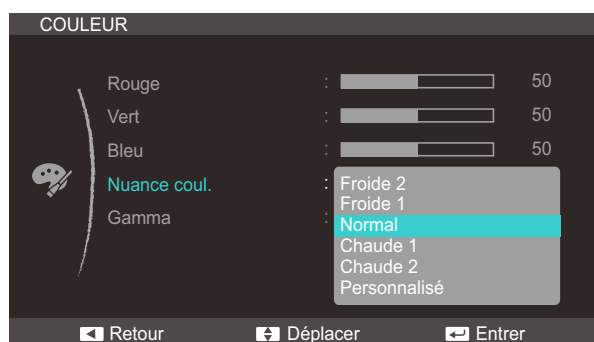 COULEUR
Rouge : 50
Vert : 50
Bleu : 50
Nuance coul. : Froide 2
Froide 1
Gamma : Normal
Chaude 1
Chaude 2
Personnalisé
Retour Déplacer Entrer